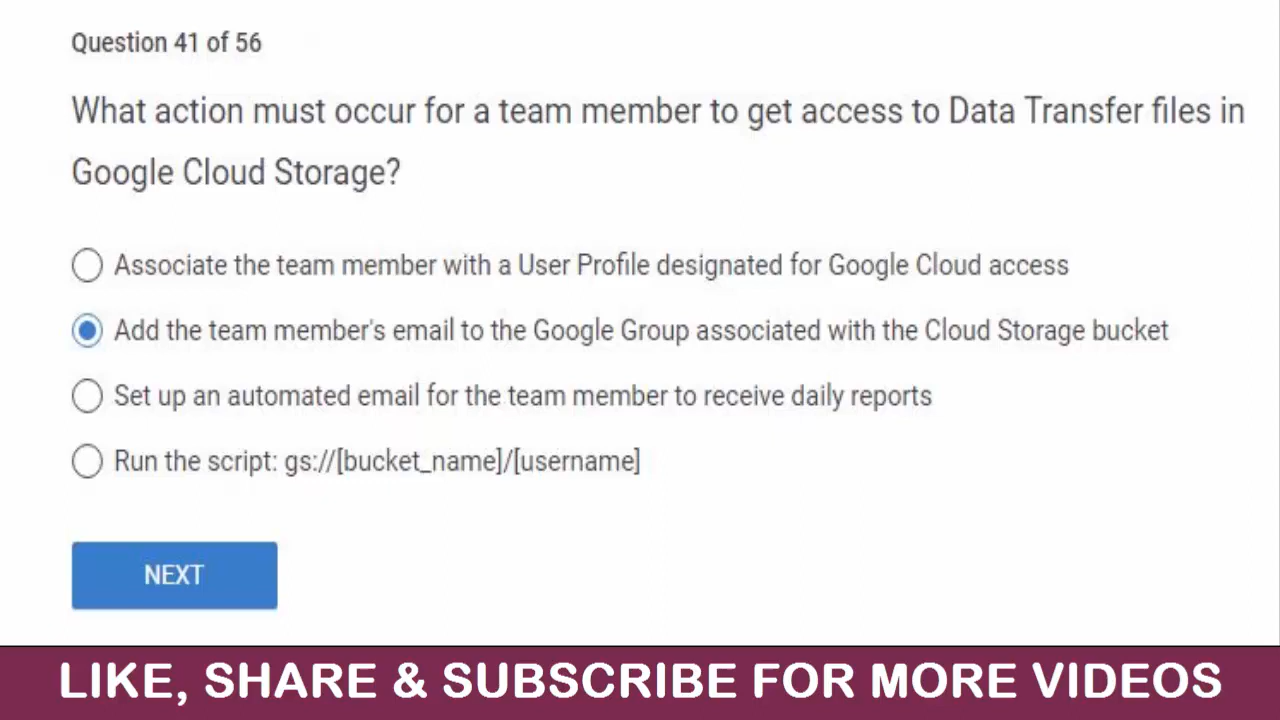 Question 41 of 56
What action must occur for a team member to get access to Data Transfer files in
Google Cloud Storage?
Associate the team member with a User Profile designated for Google Cloud access
Add the team member's email to the Google Group associated with the Cloud Storage bucket
Set up an automated email for the team member to receive daily reports
Run the script: gs://[bucket_name]/[username]
NEXT
LIKE, SHARE & SUBSCRIBE FOR MORE VIDEOS